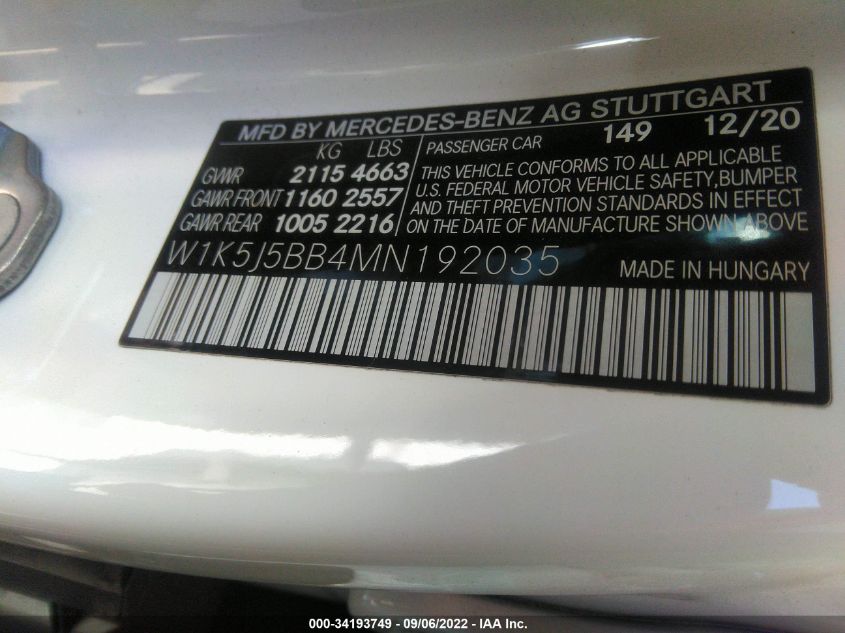 MFD BY MERCEDES-BENZ AG STUTTGART
KG LBS
GVWR 2115 4663
GAWR FRONT 1160 2557
GAWR REAR 1005 2216
PASSENGER CAR 149 12/20
THIS VEHICLE CONFORMS TO ALL APPLICABLE
U.S. FEDERAL MOTOR VEHICLE SAFETY,BUMPER
AND THEFT PREVENTION STANDARDS IN EFFECT
ON THE DATE OF MANUFACTURE SHOWN ABOVE
W1K5J5BB4MN192035
MADE IN HUNGARY
000-34193749 - 09/06/2022 - IAA Inc.